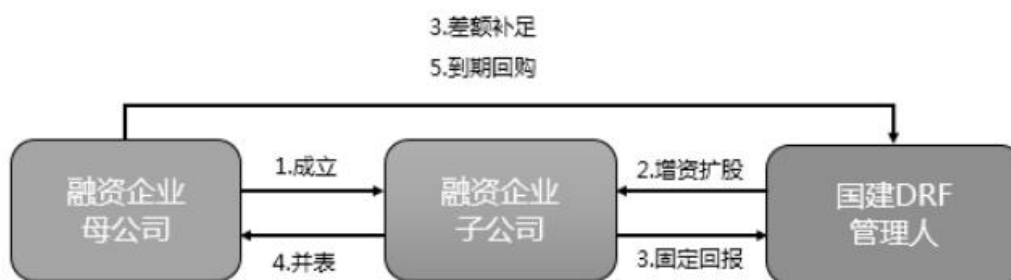 3.差额补足
5.到期回购
融资企业
母公司
1.成立
4.并表
融资企业
子公司
2.增资扩股
3.固定回报
国建DRF
管理人